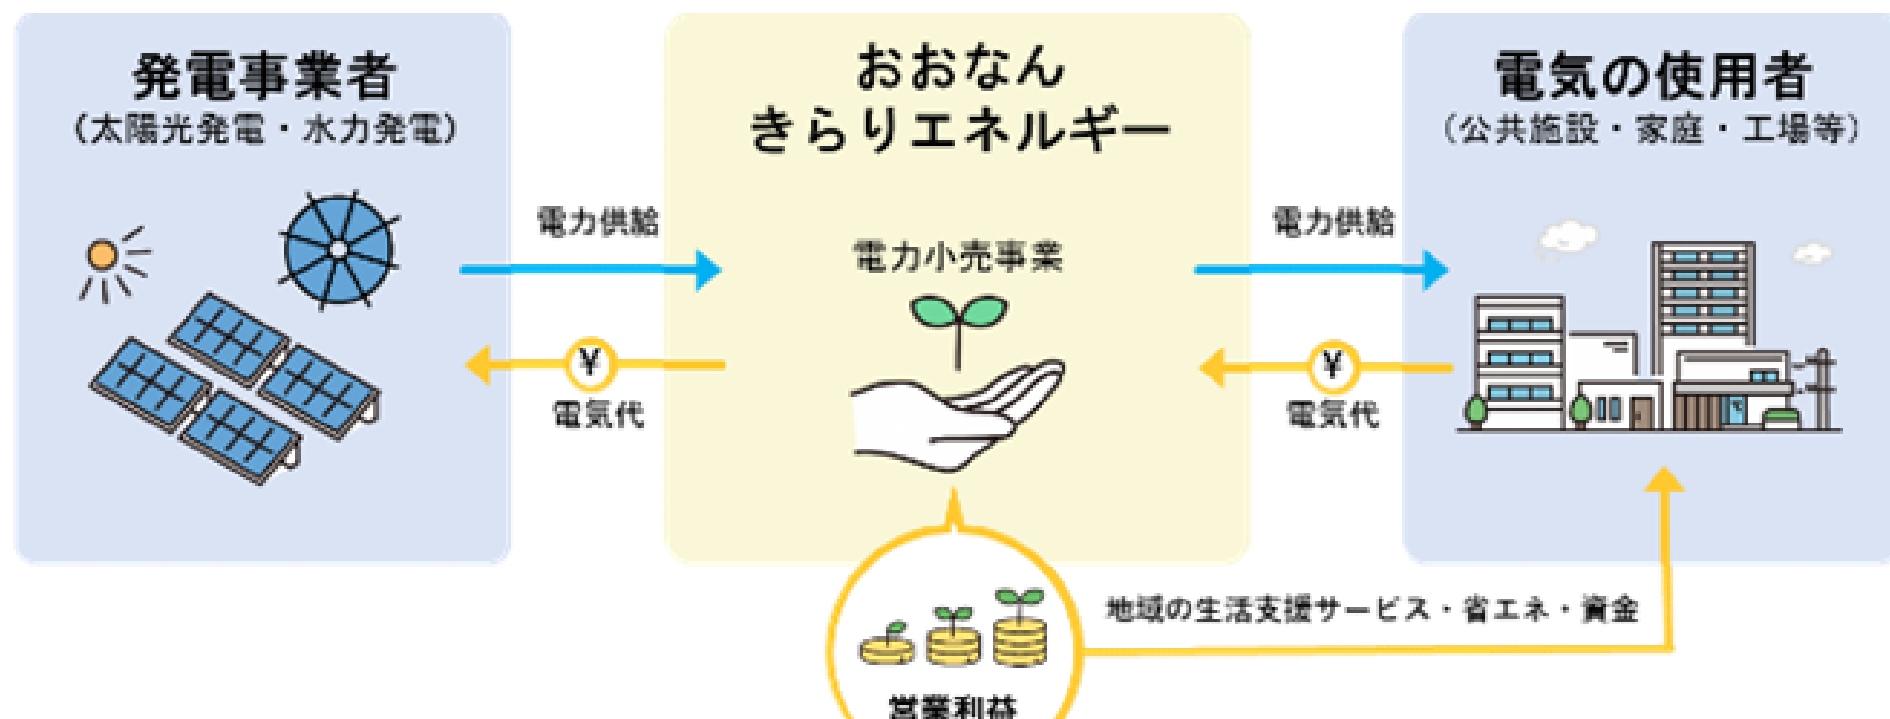 発電事業者
（太陽光発電・水力発電）
電力供給
¥
電気代
おおなん
きらりエネルギー
電力小売事業
電力供給
¥
電気代
電気の使用者
（公共施設・家庭・工場等）
地域の生活支援サービス・省エネ・資金
営業利益